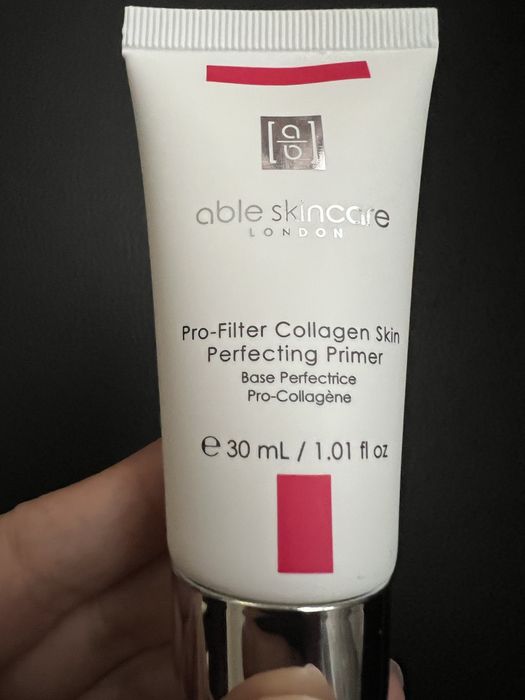 [a/b]
able skincare
LONDON
Pro-Filter Collagen Skin
Perfecting Primer
Base Perfectrice
Pro-Collagène
℮ 30 mL / 1.01 fl oz